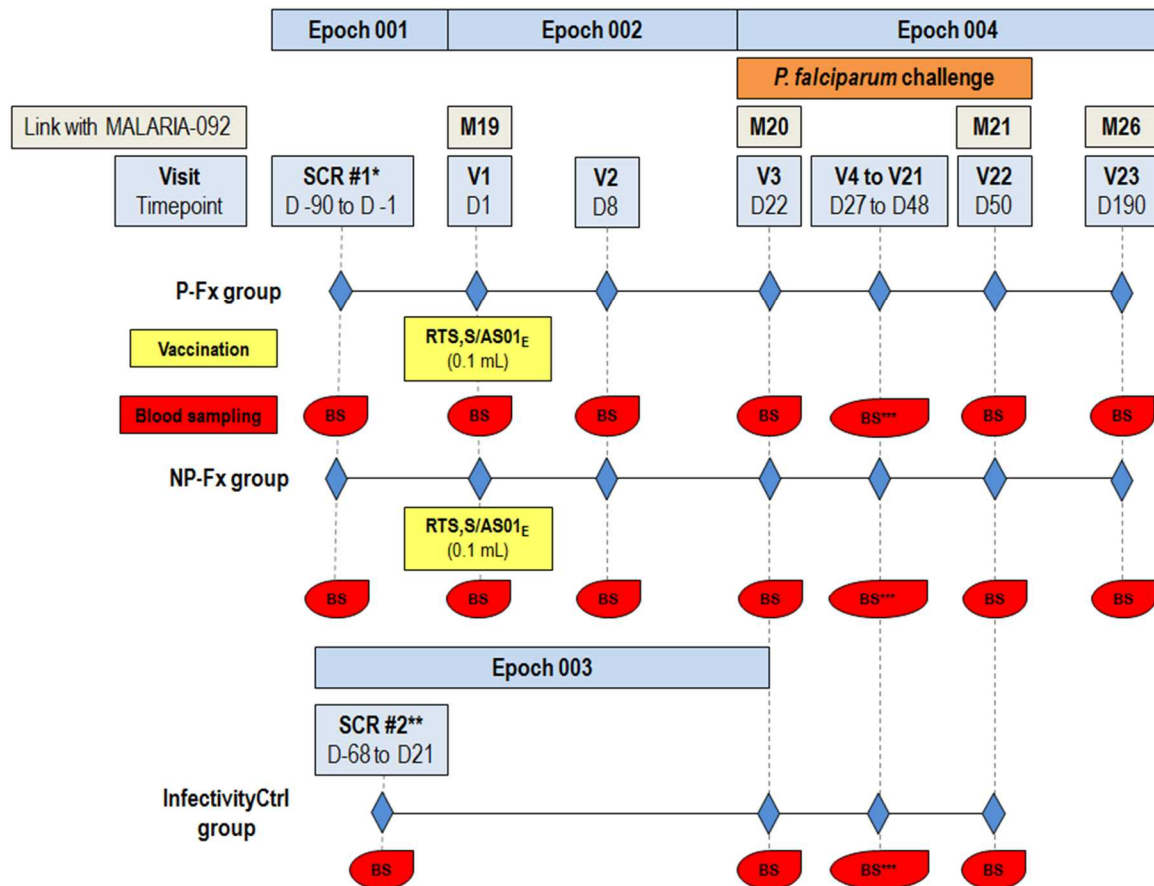 Epoch 001 Epoch 002 Epoch 004
P. falciparum challenge
Link with MALARIA-092 M19 M20 M21 M26
Visit SCR #1* V1 V2 V3 V4 to V21 V22 V23
Timepoint D -90 to D -1 D1 D8 D22 D27 to D48 D50 D190
P-Fx group
Vaccination RTS,S/AS01E
(0.1 mL)
Blood sampling BS BS BS BS BS*** BS BS
NP-Fx group
RTS,S/AS01E
(0.1 mL)
BS BS BS BS BS*** BS BS
Epoch 003
SCR #2**
D-68 to D21
InfectivityCtrl
group
BS BS BS*** BS